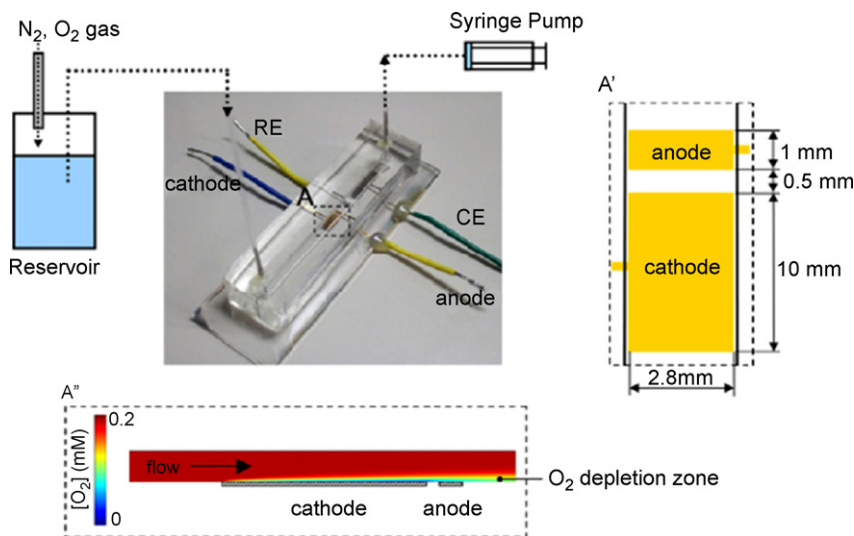 N2, O2 gas
Syringe Pump
Reservoir
RE
cathode
A
CE
anode
A'
anode
1 mm
0.5 mm
cathode
10 mm
2.8mm
A"
[O2] (mM)
0.2
0
flow
O2 depletion zone
cathode
anode